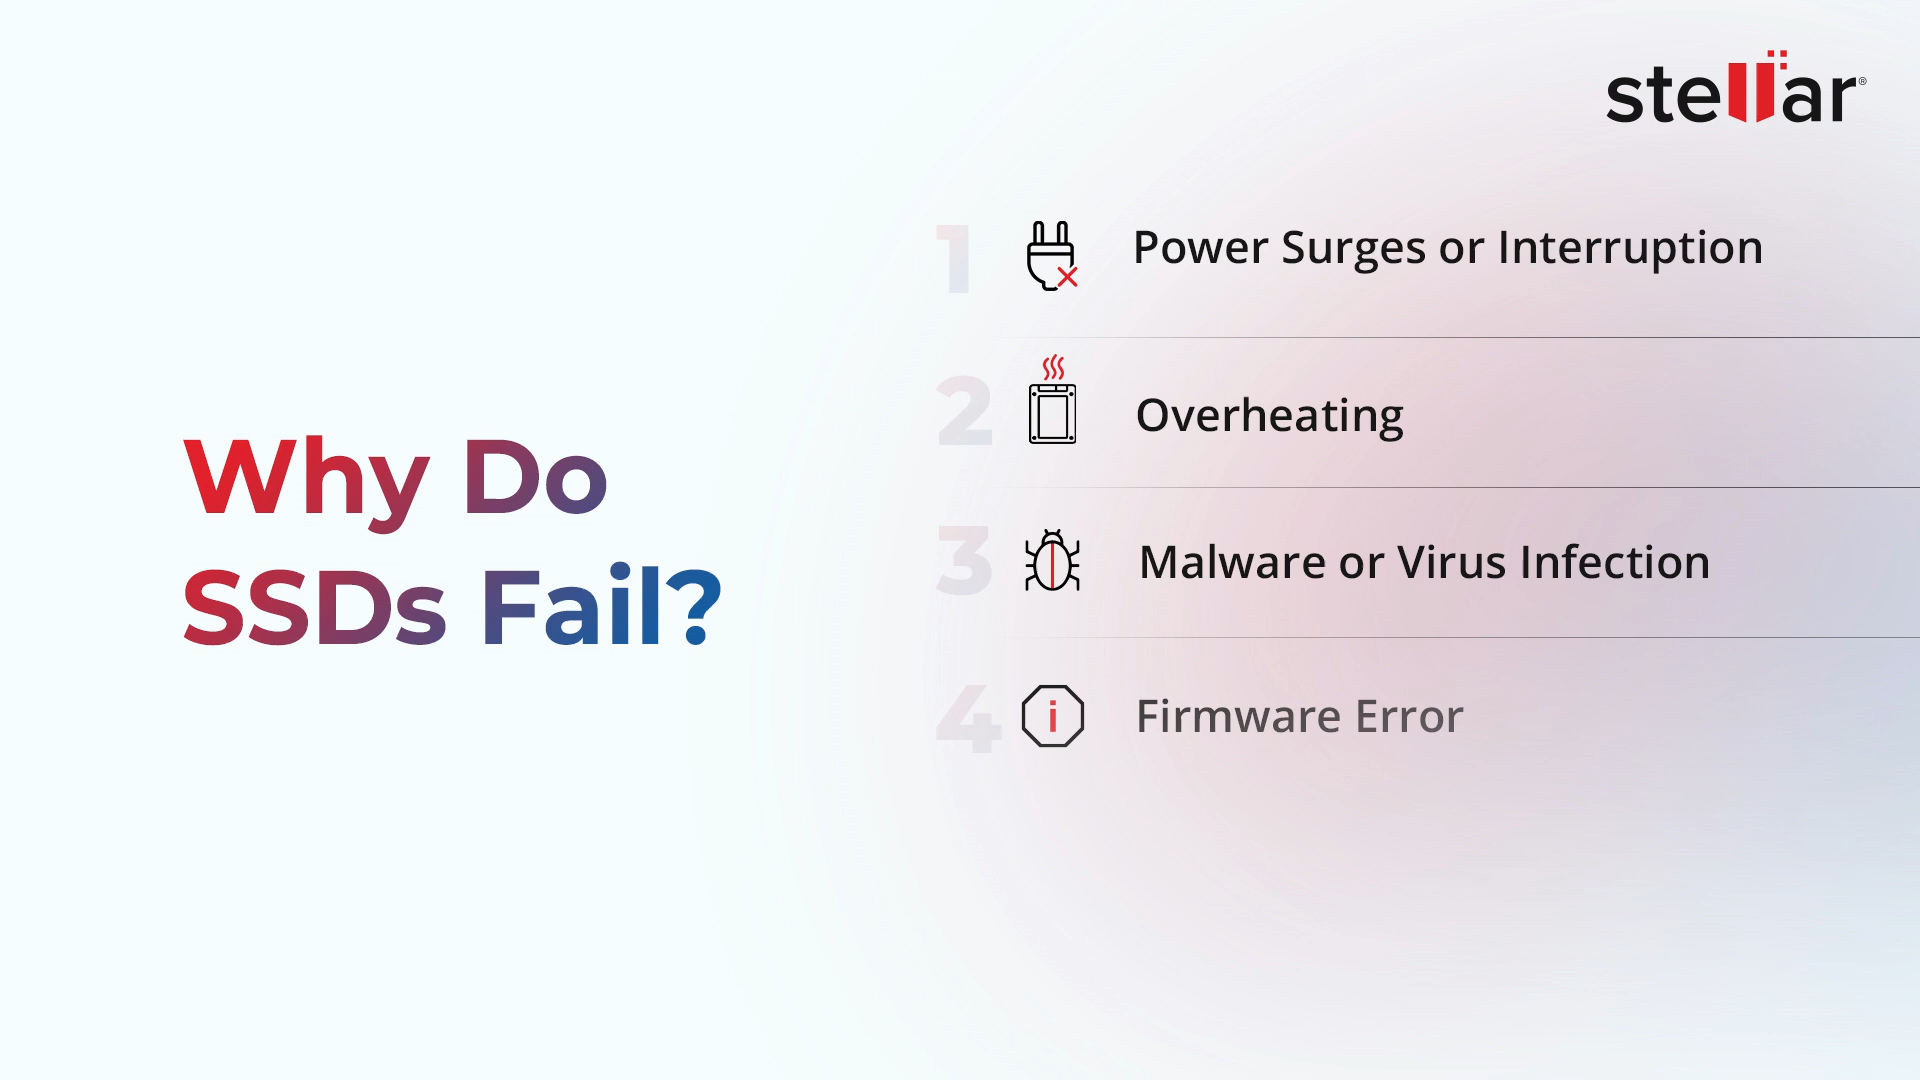 stellar®
Why Do
SSDs Fail?
1 Power Surges or Interruption
2 Overheating
3 Malware or Virus Infection
4 i Firmware Error